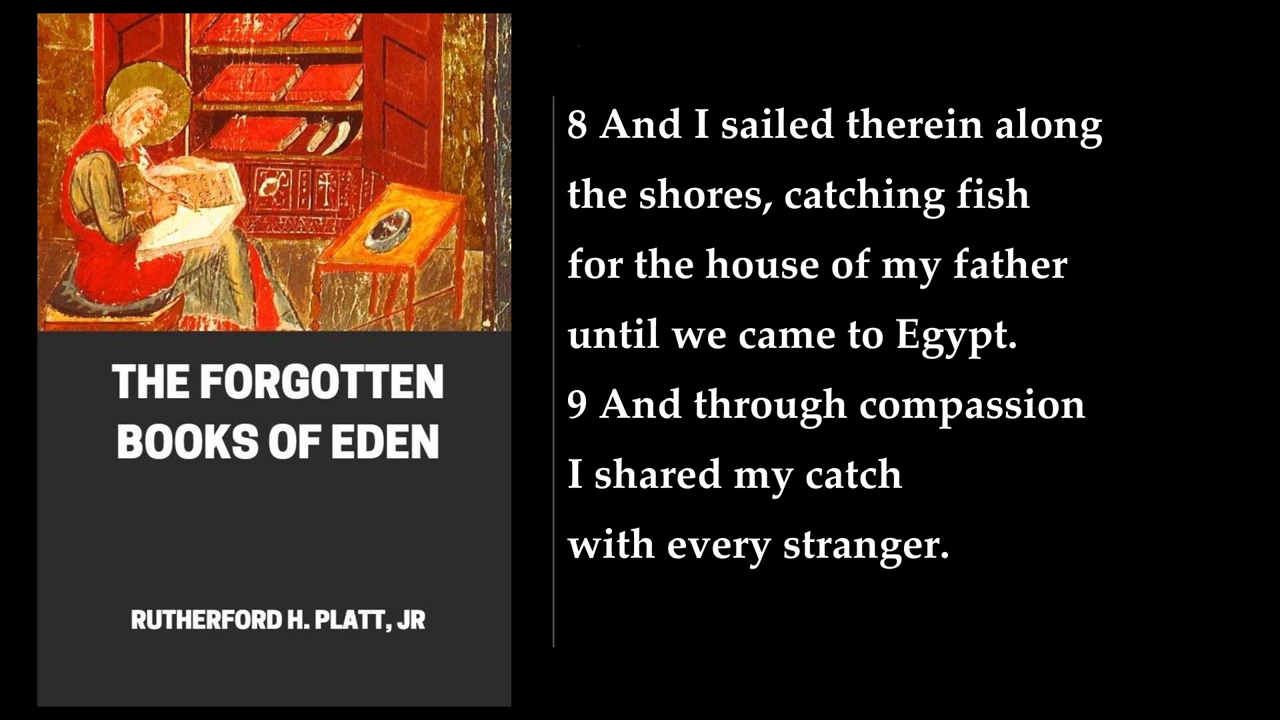 THE FORGOTTEN
BOOKS OF EDEN
RUTHERFORD H. PLATT, JR
8 And I sailed therein along
the shores, catching fish
for the house of my father
until we came to Egypt.
9 And through compassion
I shared my catch
with every stranger.